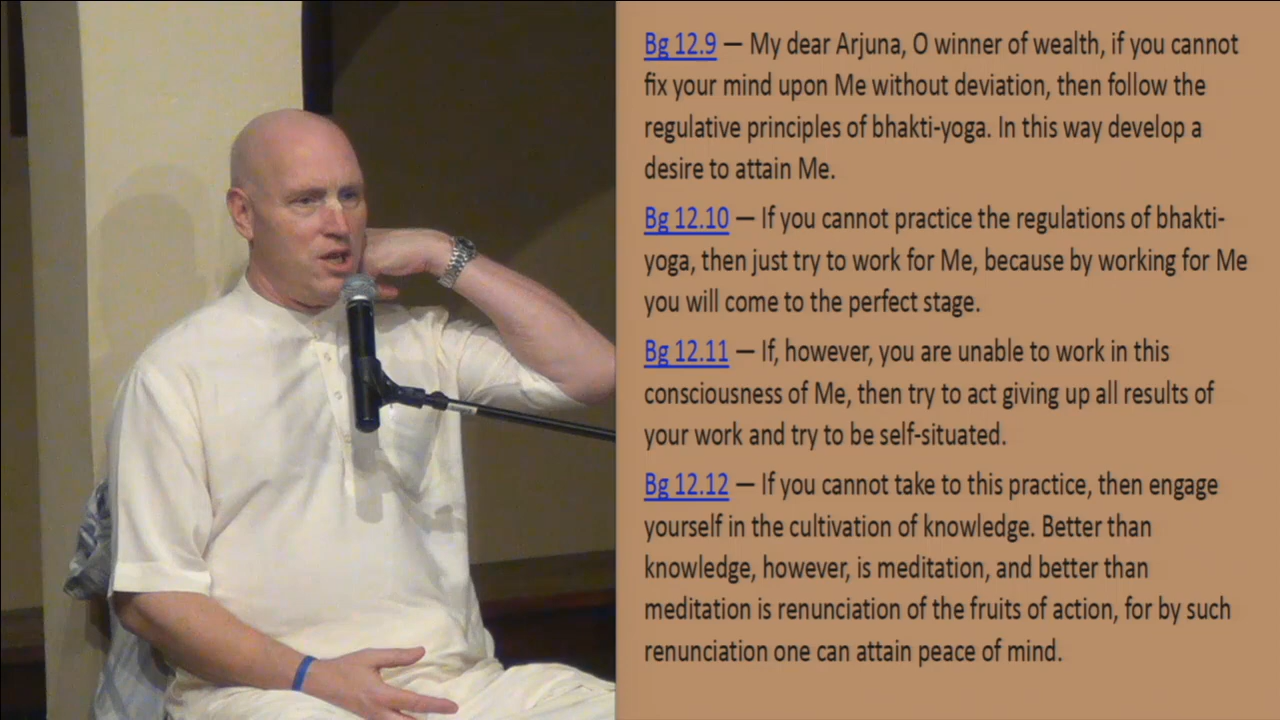 Bg 12.9 — My dear Arjuna, O winner of wealth, if you cannot
fix your mind upon Me without deviation, then follow the
regulative principles of bhakti-yoga. In this way develop a
desire to attain Me.
Bg 12.10 — If you cannot practice the regulations of bhakti-
yoga, then just try to work for Me, because by working for Me
you will come to the perfect stage.
Bg 12.11 — If, however, you are unable to work in this
consciousness of Me, then try to act giving up all results of
your work and try to be self-situated.
Bg 12.12 — If you cannot take to this practice, then engage
yourself in the cultivation of knowledge. Better than
knowledge, however, is meditation, and better than
meditation is renunciation of the fruits of action, for by such
renunciation one can attain peace of mind.